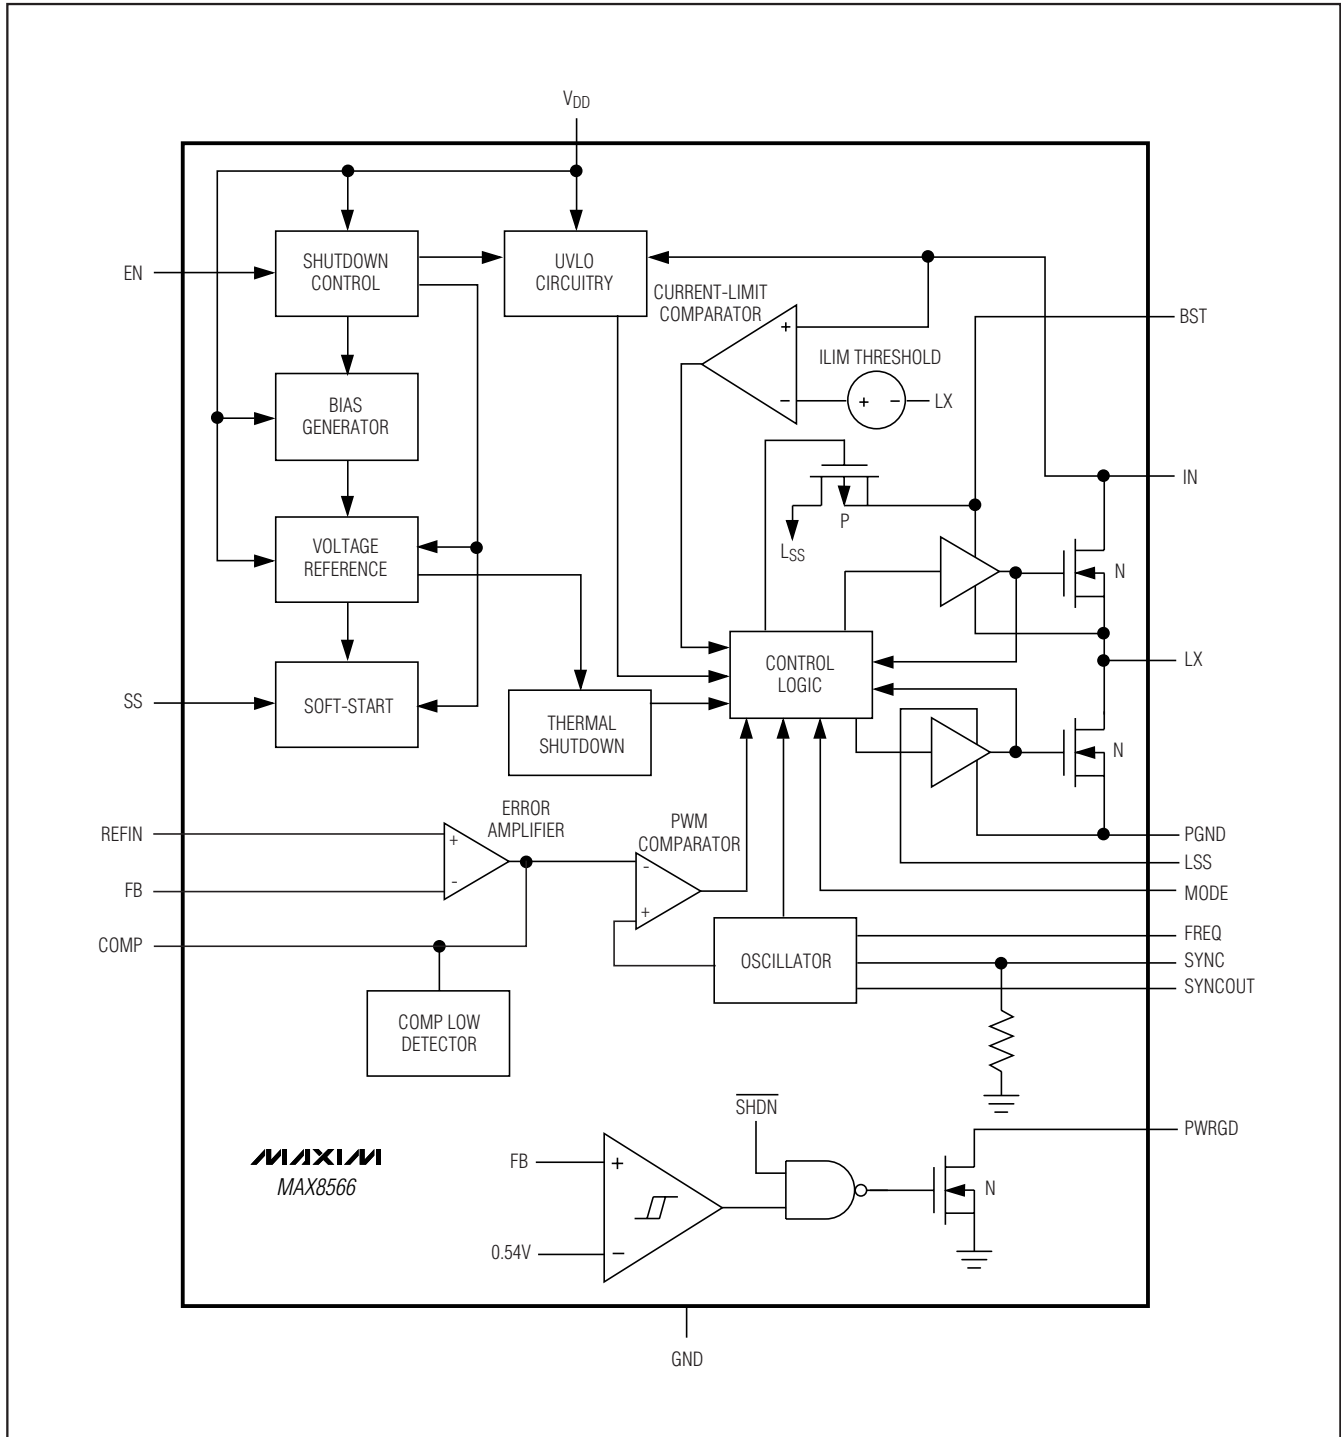 VDD
EN
SHUTDOWN
CONTROL
UVLO
CIRCUITRY
CURRENT-LIMIT
COMPARATOR
+
−
ILIM THRESHOLD
+ −
LX
BST
BIAS
GENERATOR
IN
P
LSS
VOLTAGE
REFERENCE
N
CONTROL
LOGIC
LX
SS
SOFT-START
THERMAL
SHUTDOWN
N
REFIN
+
-
ERROR
AMPLIFIER
PWM
COMPARATOR
-
+
PGND
LSS
FB
MODE
COMP
OSCILLATOR
FREQ
SYNC
SYNCOUT
COMP LOW
DETECTOR
SHDN
PWRGD
MAXIM
MAX8566
FB
+
N
0.54V
−
GND